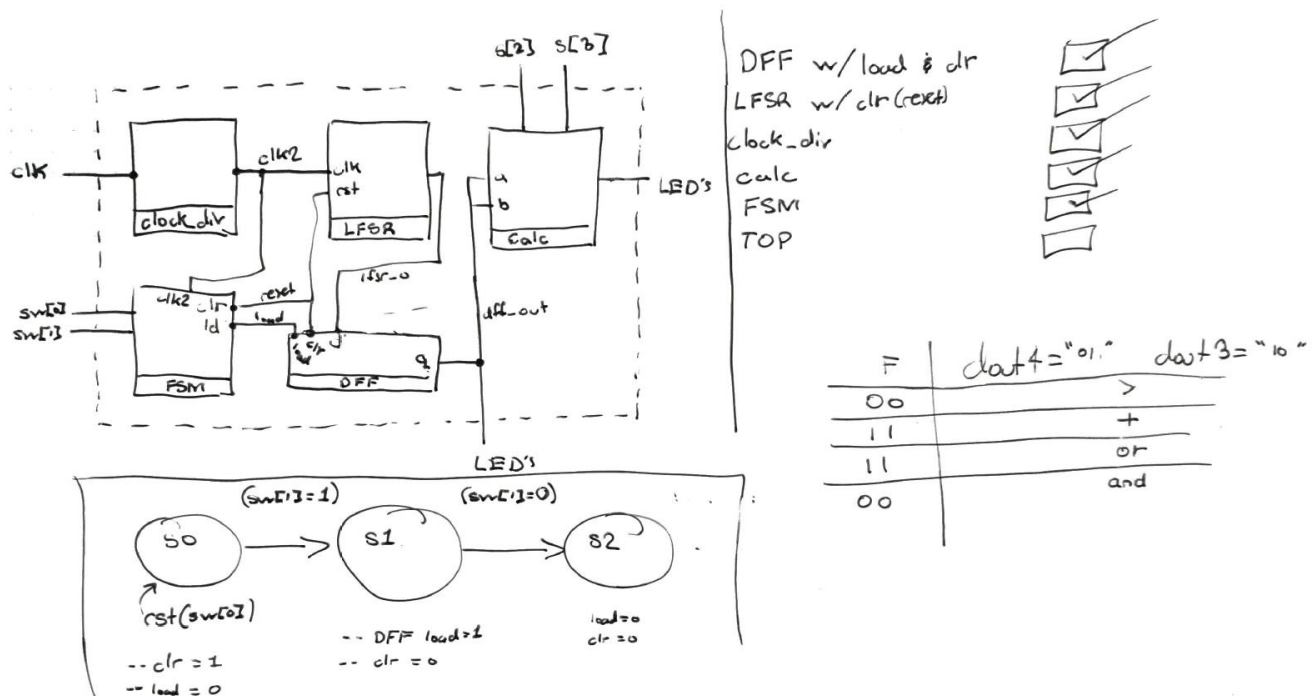 s[2] s[3]
clk
clk2
clk
rst
a
b
LED's
clock_div
LFSR
calc
lfsr_o
sw[0]
sw[1]
clk2
clr
ld
reset
load
FSM
load
clr
q
DFF
dff_out
LED's
DFF w/ load & clr
LFSR w/ clr (reset)
clock_div
calc
FSM
TOP
F dout4="01" dout3="10"
00 >
11 +
11 or
00 and
(sw[1]=1) (sw[1]=0)
S0 S1 S2
rst(sw[0])
-- clr = 1
-- load = 0
-- DFF load=1
-- clr = 0
load=0
clr=0